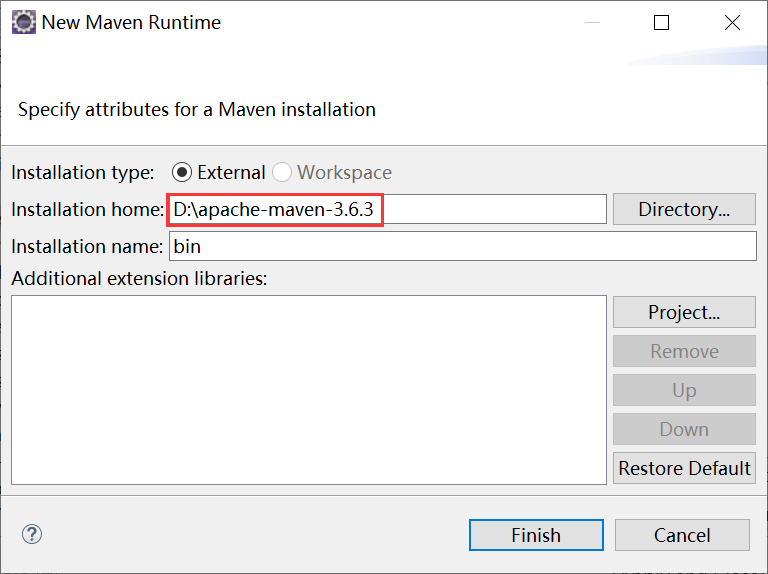 New Maven Runtime
Specify attributes for a Maven installation
Installation type: External Workspace
Installation home: D:\apache-maven-3.6.3 Directory...
Installation name: bin
Additional extension libraries:
Project...
Remove
Up
Down
Restore Default
? Finish Cancel